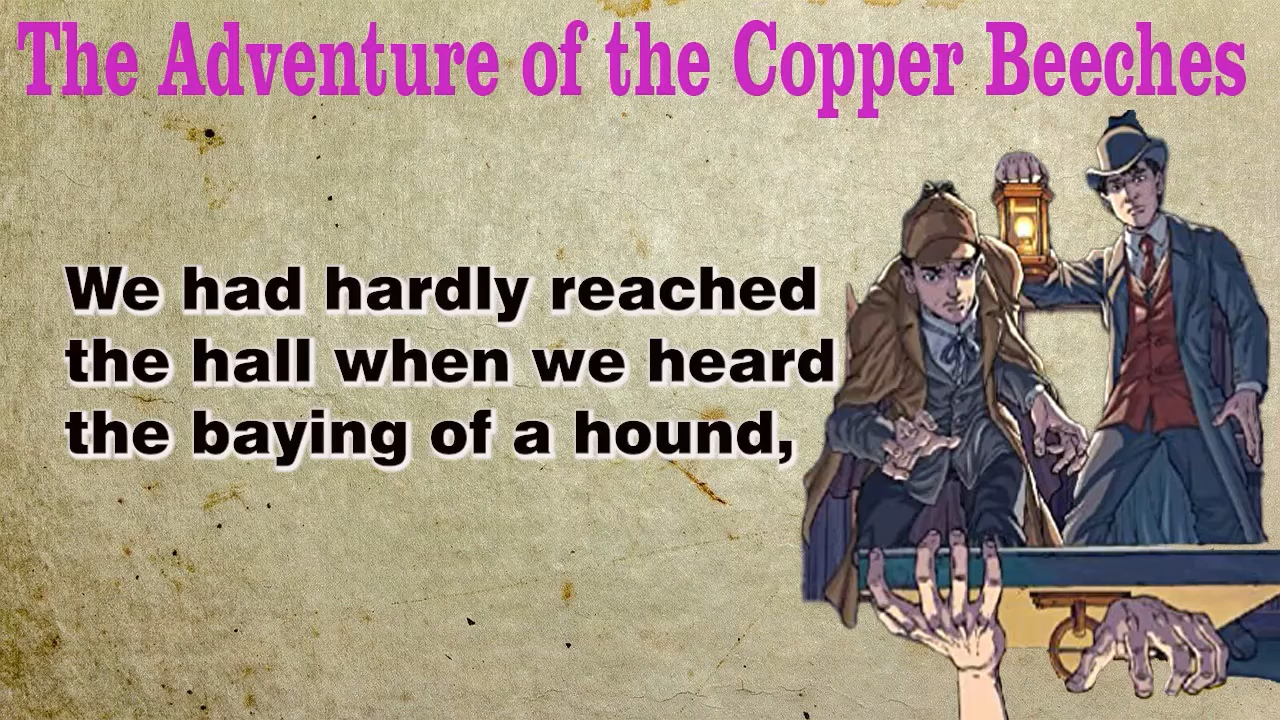 The Adventure of the Copper Beeches
We had hardly reached
the hall when we heard
the baying of a hound,